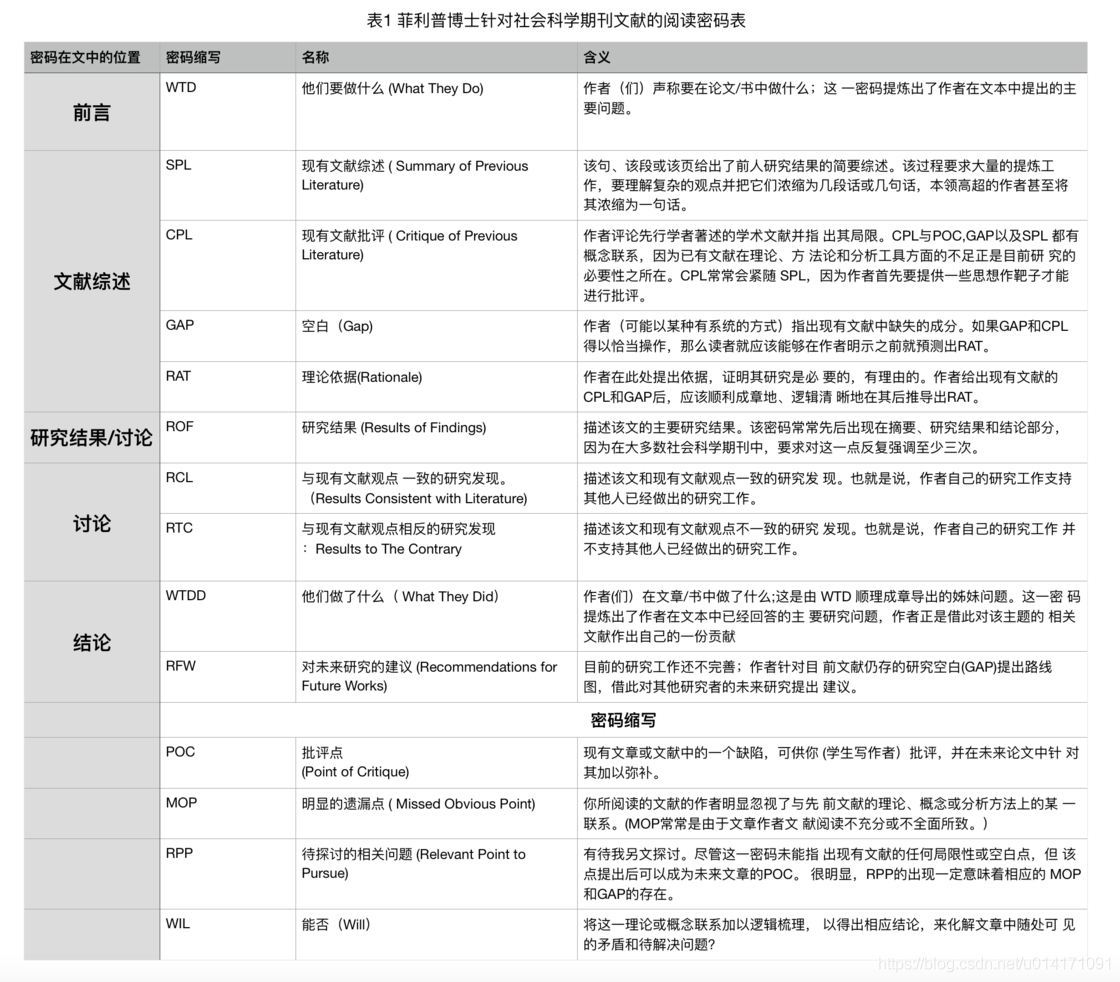 表1 菲利普博士针对社会科学期刊文献的阅读密码表
密码在文中的位置 密码缩写 名称 含义
前言
WTD
他们要做什么 (What They Do)
作者（们）声称要在论文/书中做什么；这 一密码提炼出了作者在文本中提出的主
要问题。
文献综述
SPL
现有文献综述 ( Summary of Previous
Literature)
该句、该段或该页给出了前人研究结果的简要综述。该过程要求大量的提炼工
作，要理解复杂的观点并把它们浓缩为几段话或几句话，本领高超的作者甚至将
其浓缩为一句话。
CPL
现有文献批评 ( Critique of Previous
Literature)
作者评论先行学者著述的学术文献并指 出其局限。CPL与POC,GAP以及SPL 都有
概念联系，因为已有文献在理论、方 法论和分析工具方面的不足正是目前研 究的
必要性之所在。CPL常常会紧随 SPL，因为作者首先要提供一些思想作靶子才能
进行批评。
GAP
空白（Gap)
作者（可能以某种有系统的方式）指出现有文献中缺失的成分。如果GAP和CPL
得以恰当操作，那么读者就应该能够在作者明示之前就預测出RAT。
RAT
理论依据(Rationale)
作者在此处提出依据，证明其研究是必 要的，有理由的。作者给出现有文献的
CPL和GAP后，应该顺利成章地、逻辑清 晰地在其后推导出RAT。
研究结果/讨论
ROF
研究结果 (Results of Findings)
描述该文的主要研究结果。该密码常常先后出现在摘要、研究结果和结论部分，
因为在大多数社会科学期刊中，要求对这一点反复强调至少三次。
讨论
RCL
与现有文献观点 一致的研究发现。
（Results Consistent with Literature)
描述该文和现有文献观点一致的研究发 现。也就是说，作者自己的研究工作支持
其他人已经做出的研究工作。
RTC
与现有文献观点相反的研究发现
：Results to The Contrary
描述该文和现有文献观点不一致的研究 发现。也就是说，作者自己的研究工作 并
不支持其他人已经做出的研究工作。
结论
WTDD
他们做了什么（ What They Did）
作者(们）在文章/书中做了什么;这是由 WTD 顺理成章导出的姊妹问题。这一密 码
提炼出了作者在文本中已经回答的主 要研究问题，作者正是借此对该主题的 相关
文献作出自己的一份贡献
RFW
对未来研究的建议 (Recommendations for
Future Works)
目前的研究工作还不完善；作者针对目 前文献仍存的研究空白(GAP)提出路线
图，借此对其他研究者的未来研究提出 建议。
密码缩写
POC
批评点
(Point of Critique)
现有文章或文献中的一个缺陷，可供你 (学生写作者）批评，并在未来论文中针 对
其加以弥补。
MOP
明显的遗漏点 ( Missed Obvious Point)
你所阅读的文献的作者明显忽视了与先 前文献的理论、概念或分析方法上的某 一
联系。(MOP常常是由于文章作者文 献阅读不充分或不全面所致。）
RPP
待探讨的相关问题 (Relevant Point to
Pursue)
有待我另文探讨。尽管这一密码未能指 出现有文献的任何局限性或空白点，但 该
点提出后可以成为未来文章的POC。 很明显，RPP的出现一定意味着相应的 MOP
和GAP的存在。
WIL
能否（Will）
将这一理论或概念联系加以逻辑梳理， 以得出相应结论，来化解文章中随处可 见
的矛盾和待解决问题?
https://blog.csdn.net/u014171091